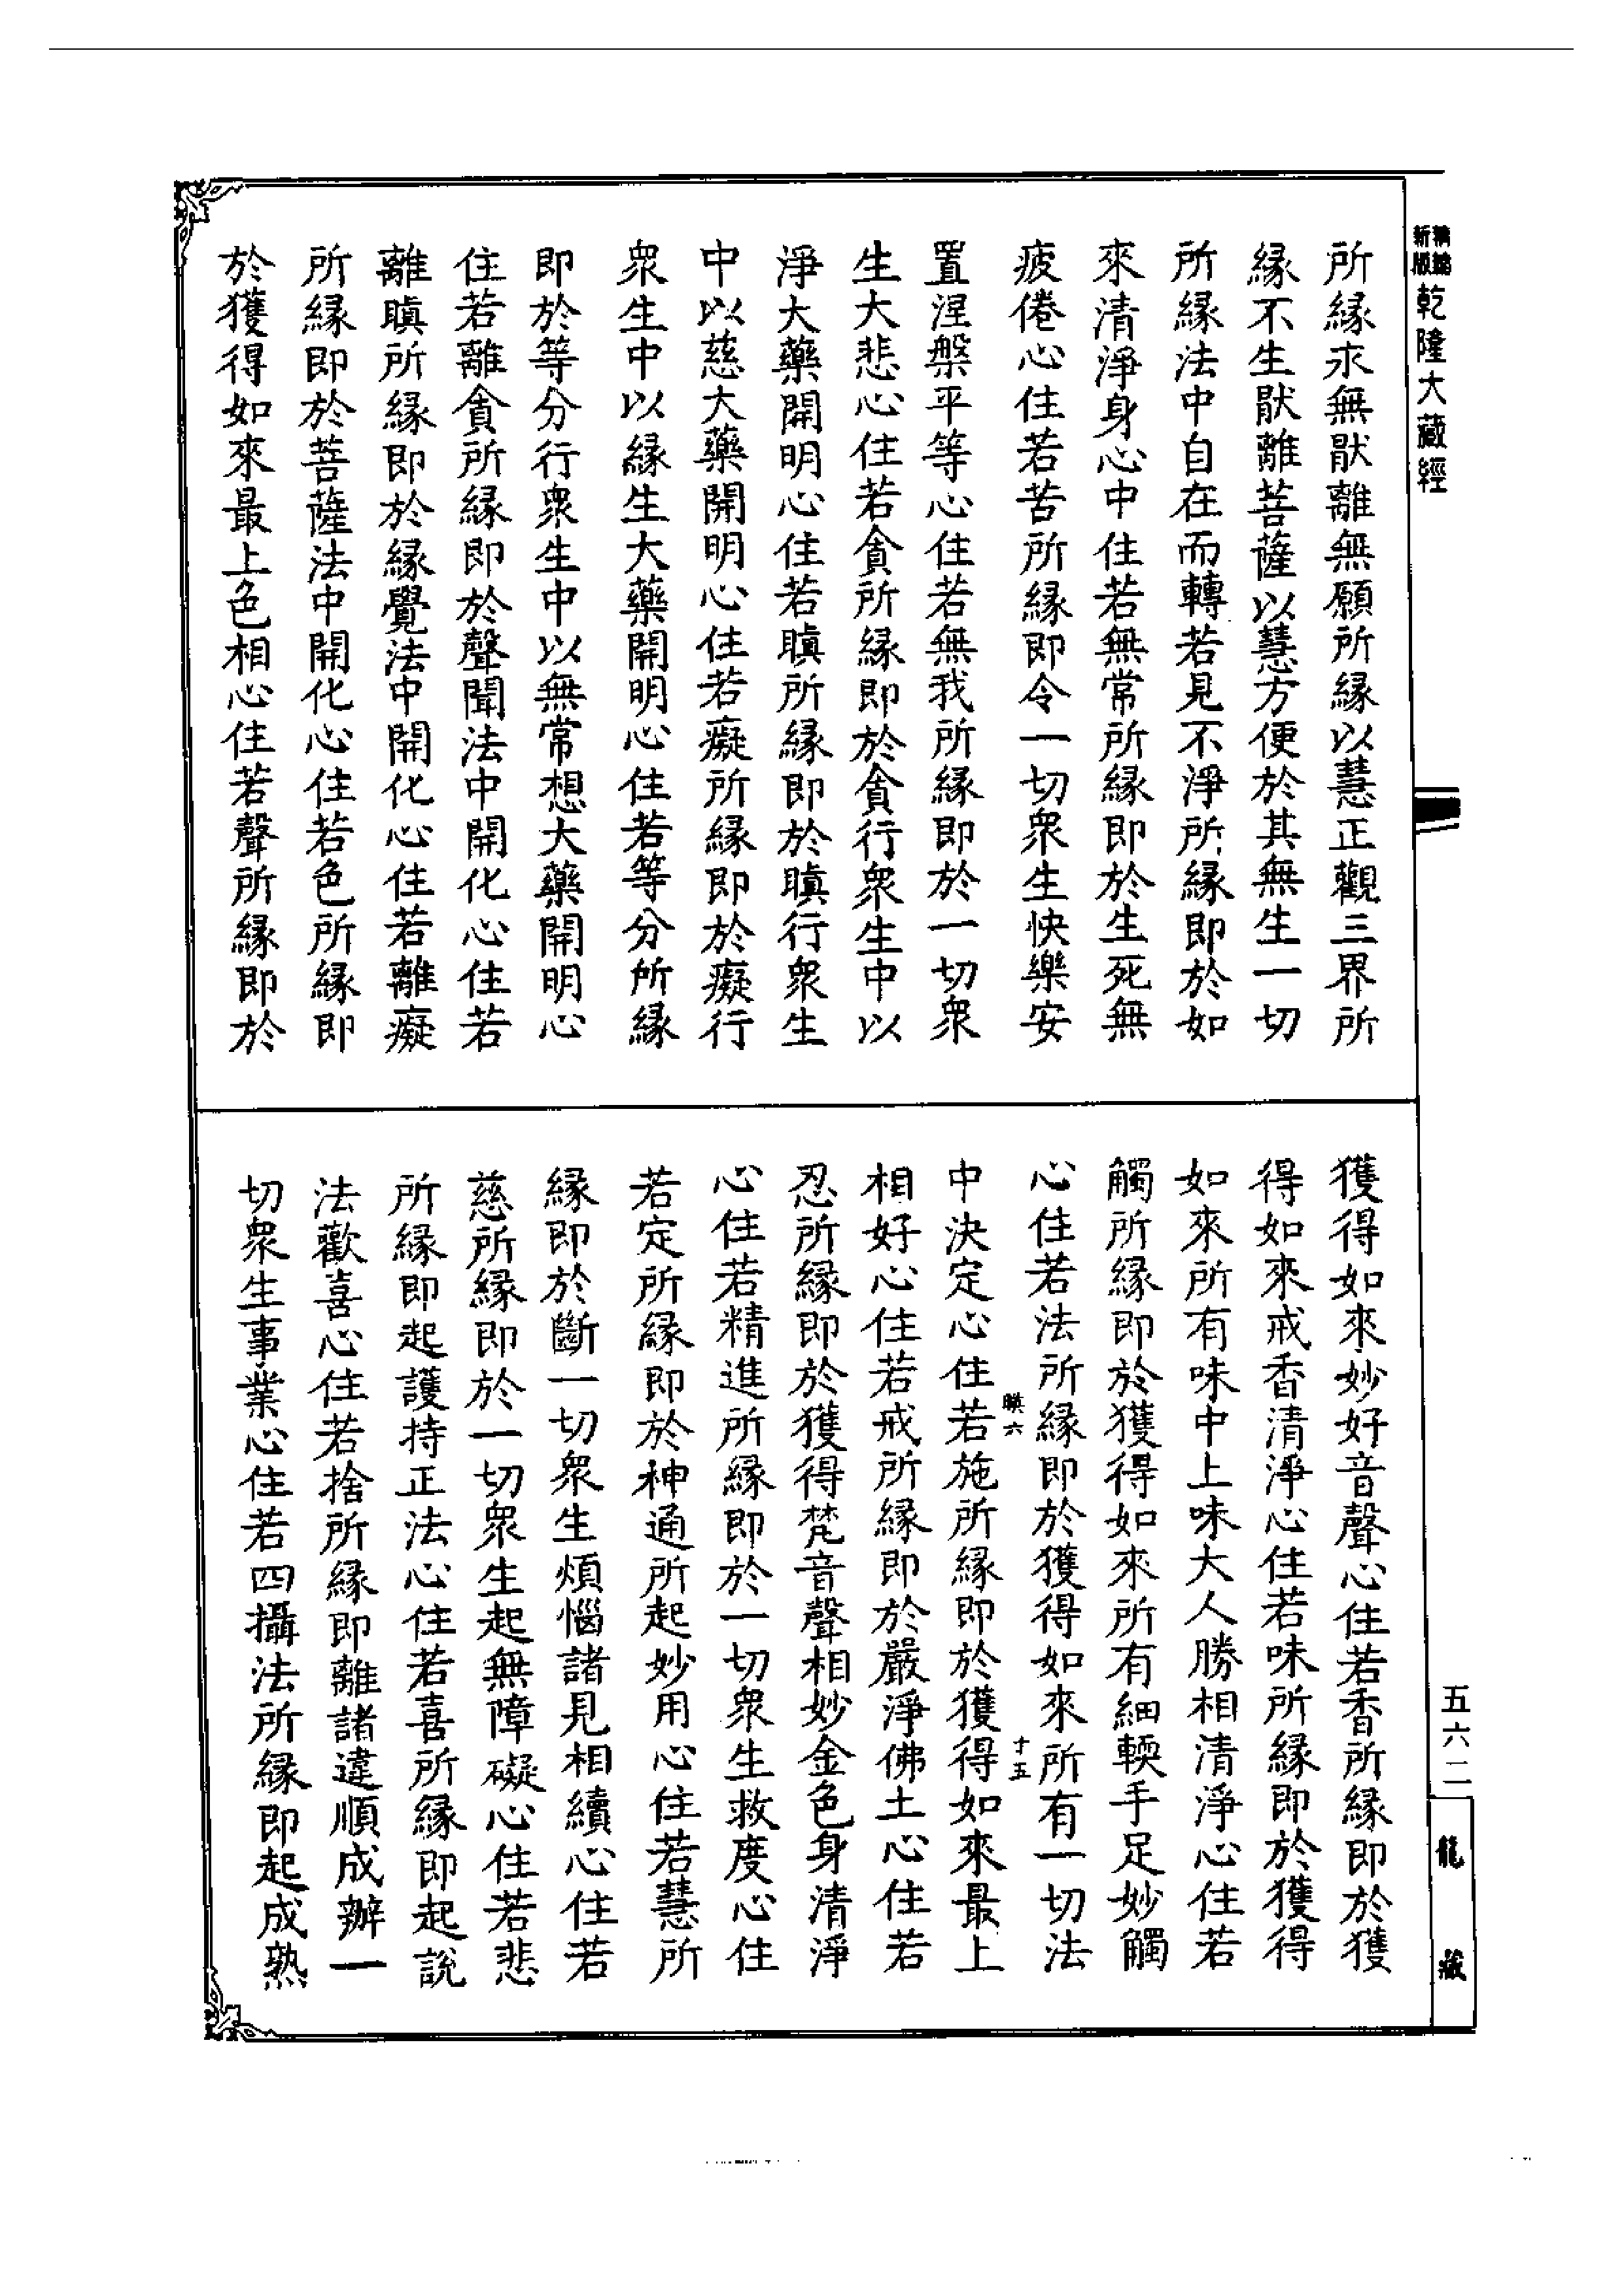 新版
精縮
乾隆大藏經
所緣求無猒離無願所緣以慧正觀三界所
緣不生猒離菩薩以慧方便於其無生一切
所緣法中自在而轉若見不淨所緣即於如
來清淨身心中住若無常所緣即於生死無
疲倦心住若苦所緣即令一切眾生快樂安
置涅槃平等心住若無我所緣即於一切眾
生大悲心住若貪所緣即於貪行眾生中以
淨大藥開明心住若瞋所緣即於瞋行眾生
中以慈大藥開明心住若癡所緣即於癡行
眾生中以緣生大藥開明心住若等分所緣
即於等分行眾生中以無常想大藥開明心
住若離貪所緣即於聲聞法中開化心住若
離瞋所緣即於緣覺法中開化心住若離癡
所緣即於菩薩法中開化心住若色所緣即
於獲得如來最上色相心住若聲所緣即於
獲得如來妙好音聲心住若香所緣即於獲
得如來戒香清淨心住若味所緣即於獲得
如來所有味中上味大人勝相清淨心住若
觸所緣即於獲得如來所有細輭手足妙觸
心住若法所緣即於獲得如來所有一切法
中決定心住若施所緣即於獲得如來最上
相好心住若戒所緣即於嚴淨佛土心住若
忍所緣即於獲得梵音聲相妙金色身清淨
心住若精進所緣即於一切眾生救度心住
若定所緣即於神通所起妙用心住若慧所
緣即於斷一切眾生煩惱諸見相續心住若
慈所緣即於一切眾生起無障礙心住若悲
所緣即起護持正法心住若喜所緣即起說
法歡喜心住若捨所緣即離諸違順成辦一
切眾生事業心住若四攝法所緣即起成熟
五六二
龍藏